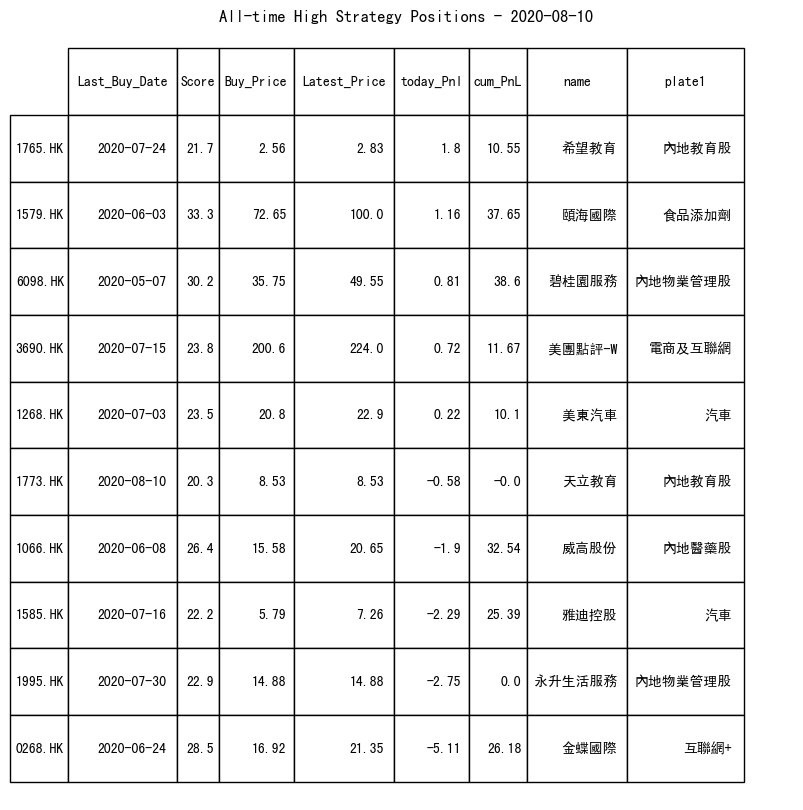 All-time High Strategy Positions - 2020-08-10
Last_Buy_Date Score Buy_Price Latest_Price today_Pnl cum_PnL name plate1
1765.HK 2020-07-24 21.7 2.56 2.83 1.8 10.55 希望教育 內地教育股
1579.HK 2020-06-03 33.3 72.65 100.0 1.16 37.65 頤海國際 食品添加劑
6098.HK 2020-05-07 30.2 35.75 49.55 0.81 38.6 碧桂園服務 內地物業管理股
3690.HK 2020-07-15 23.8 200.6 224.0 0.72 11.67 美團點評-W 電商及互聯網
1268.HK 2020-07-03 23.5 20.8 22.9 0.22 10.1 美東汽車 汽車
1773.HK 2020-08-10 20.3 8.53 8.53 -0.58 -0.0 天立教育 內地教育股
1066.HK 2020-06-08 26.4 15.58 20.65 -1.9 32.54 威高股份 內地醫藥股
1585.HK 2020-07-16 22.2 5.79 7.26 -2.29 25.39 雅迪控股 汽車
1995.HK 2020-07-30 22.9 14.88 14.88 -2.75 0.0 永升生活服務 內地物業管理股
0268.HK 2020-06-24 28.5 16.92 21.35 -5.11 26.18 金蝶國際 互聯網+